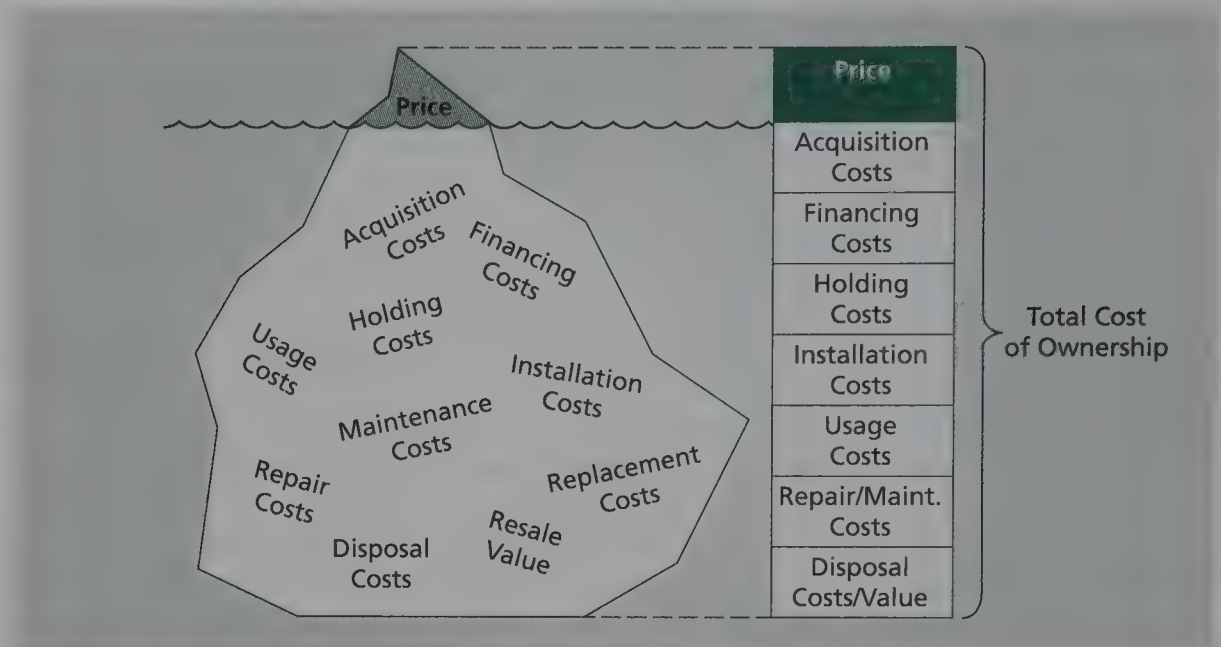 Price
Acquisition
Costs
Financing
Costs
Holding
Costs
Usage
Costs
Installation
Costs
Maintenance
Costs
Repair
Costs
Replacement
Costs
Resale
Value
Disposal
Costs
Price
Acquisition
Costs
Financing
Costs
Holding
Costs
Installation
Costs
Usage
Costs
Repair/Maint.
Costs
Disposal
Costs/Value
Total Cost
of Ownership